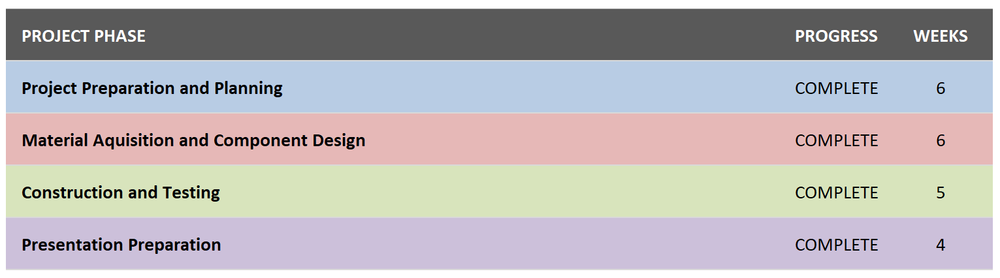 PROJECT PHASE PROGRESS WEEKS
Project Preparation and Planning COMPLETE 6
Material Aquisition and Component Design COMPLETE 6
Construction and Testing COMPLETE 5
Presentation Preparation COMPLETE 4